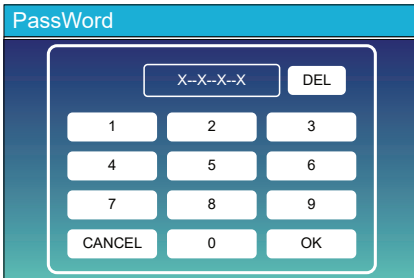 PassWord
X--X--X--X DEL
1 2 3
4 5 6
7 8 9
CANCEL 0 OK